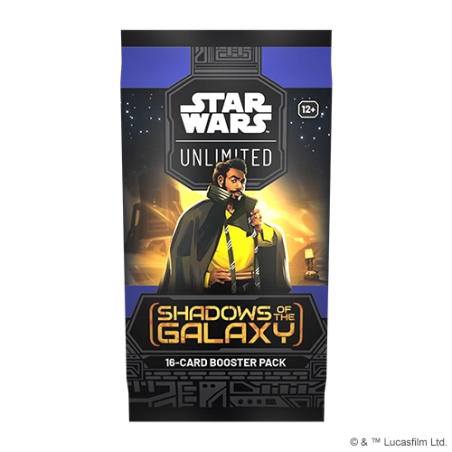 STAR
WARS
12+
UNLIMITED
SHADOWS OF THE
GALAXY
16-CARD BOOSTER PACK
© & ™ Lucasfilm Ltd.